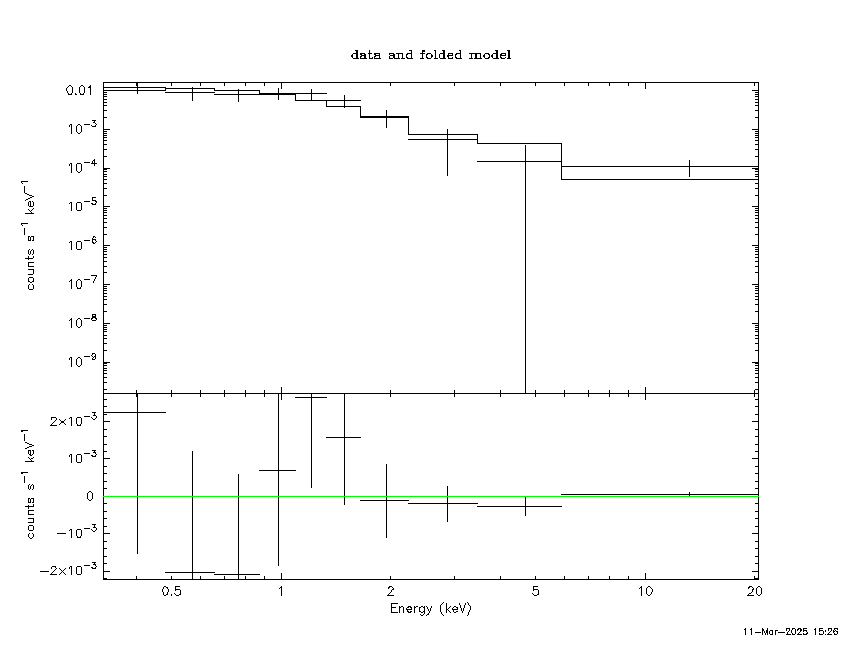 data and folded model
0.01
10⁻³
10⁻⁴
10⁻⁵
10⁻⁶
10⁻⁷
10⁻⁸
10⁻⁹
counts s⁻¹ keV⁻¹
2×10⁻³
10⁻³
0
−10⁻³
−2×10⁻³
counts s⁻¹ keV⁻¹
0.5 1 2 5 10 20
Energy (keV)
11−Mar−2025 15:26